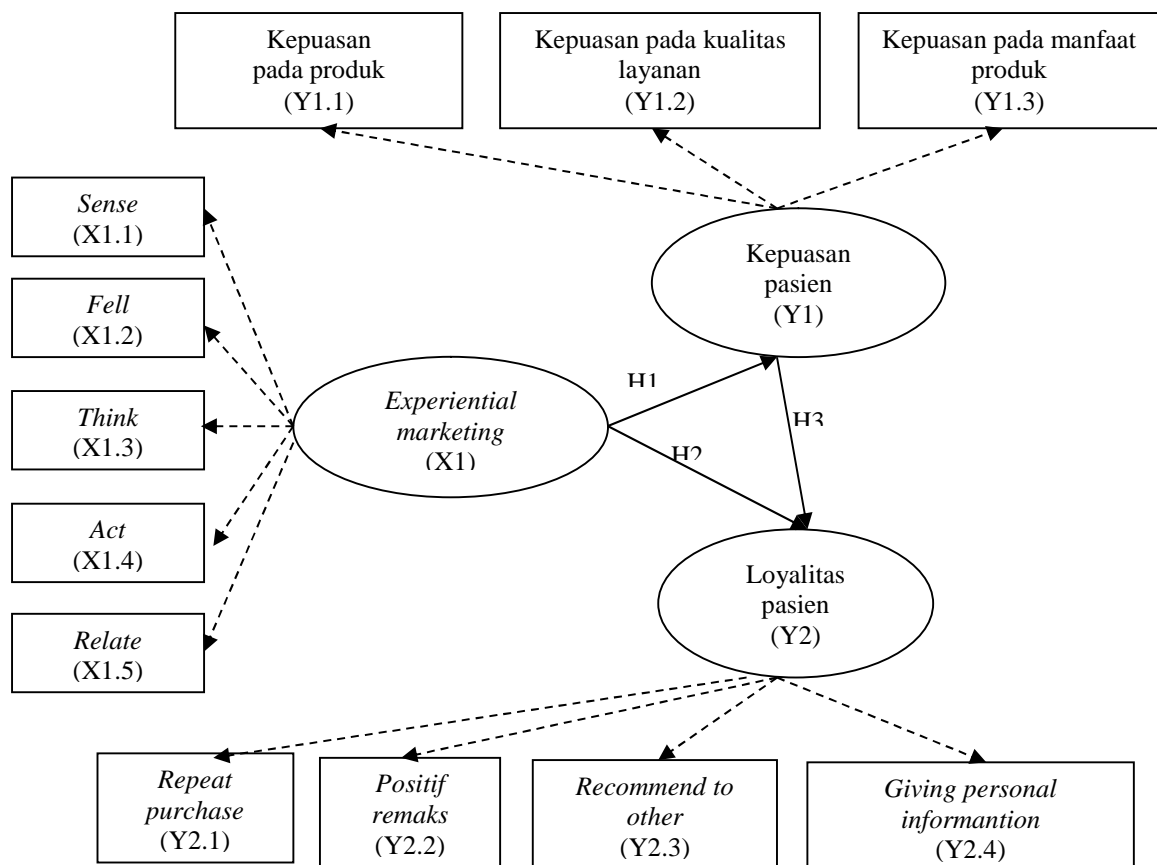 Kepuasan
pada produk
(Y1.1)
Kepuasan pada kualitas
layanan
(Y1.2)
Kepuasan pada manfaat
produk
(Y1.3)
Sense
(X1.1)
Fell
(X1.2)
Think
(X1.3)
Act
(X1.4)
Relate
(X1.5)
Experiential
marketing
(X1)
H1
H2
H3
Kepuasan
pasien
(Y1)
Loyalitas
pasien
(Y2)
Repeat
purchase
(Y2.1)
Positif
remaks
(Y2.2)
Recommend to
other
(Y2.3)
Giving personal
informantion
(Y2.4)